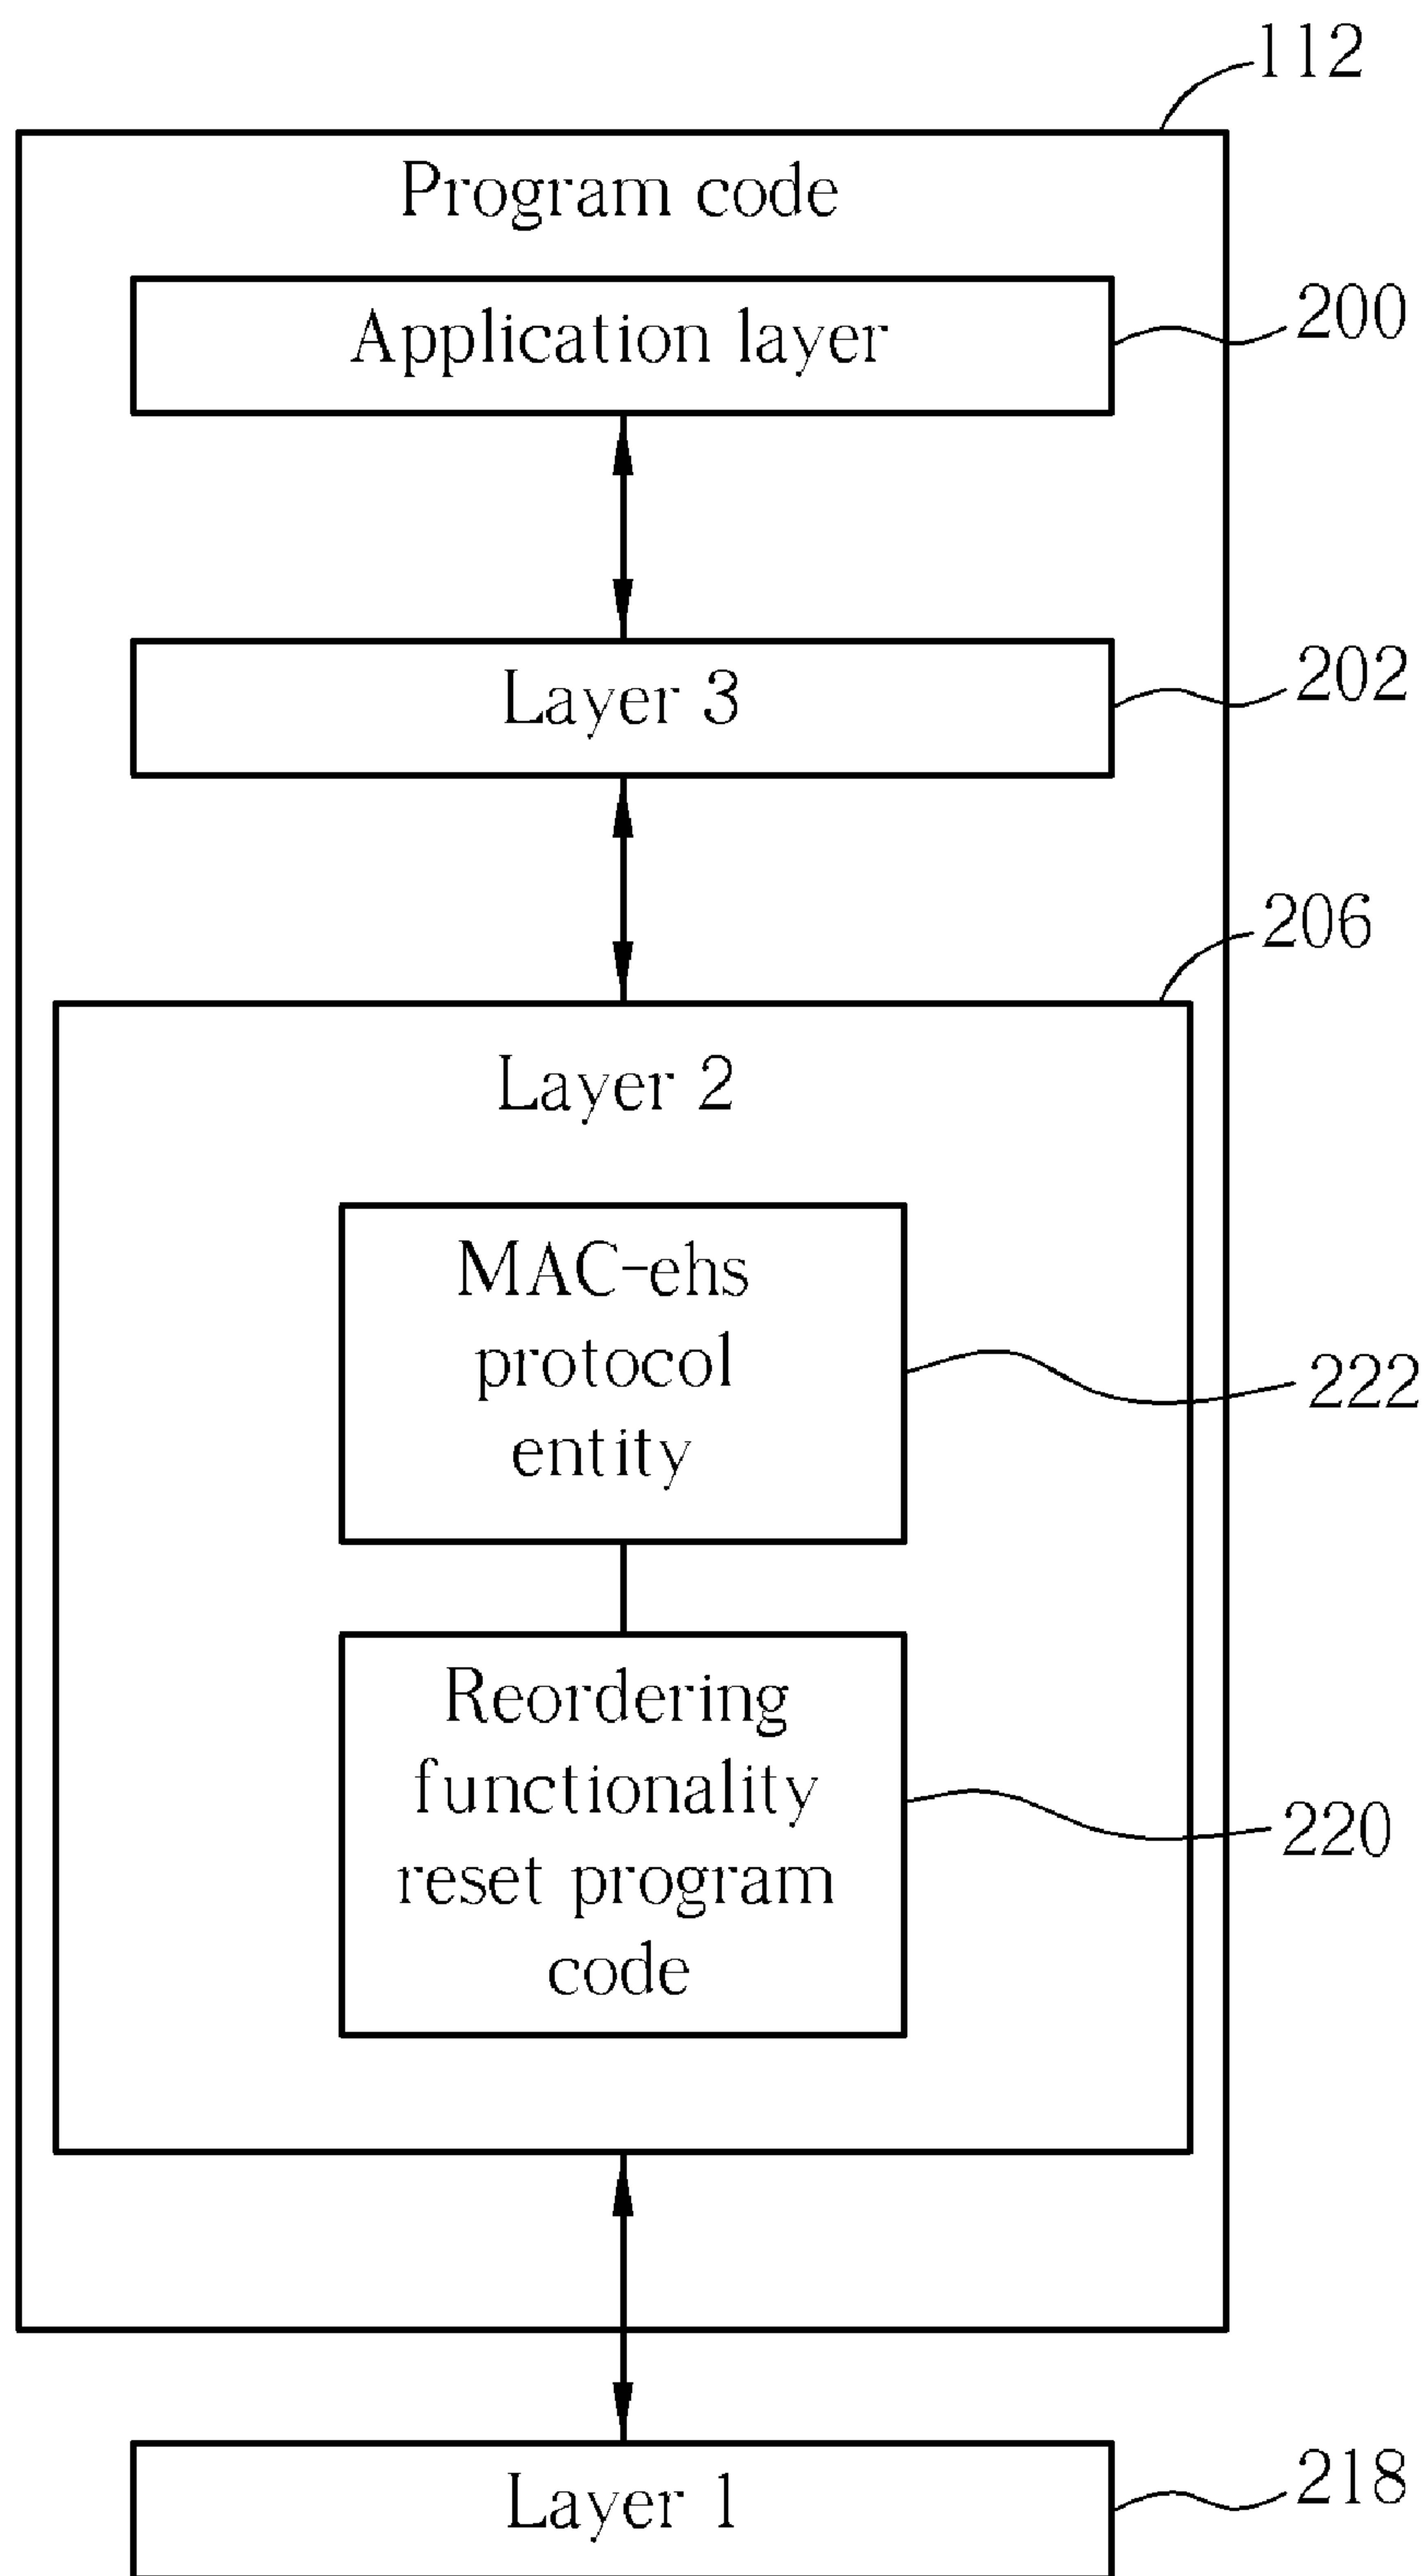 112
Program code
Application layer
200
Layer 3
202
206
Layer 2
MAC-ehs
protocol
entity
222
Reordering
functionality
reset program
code
220
Layer 1
218